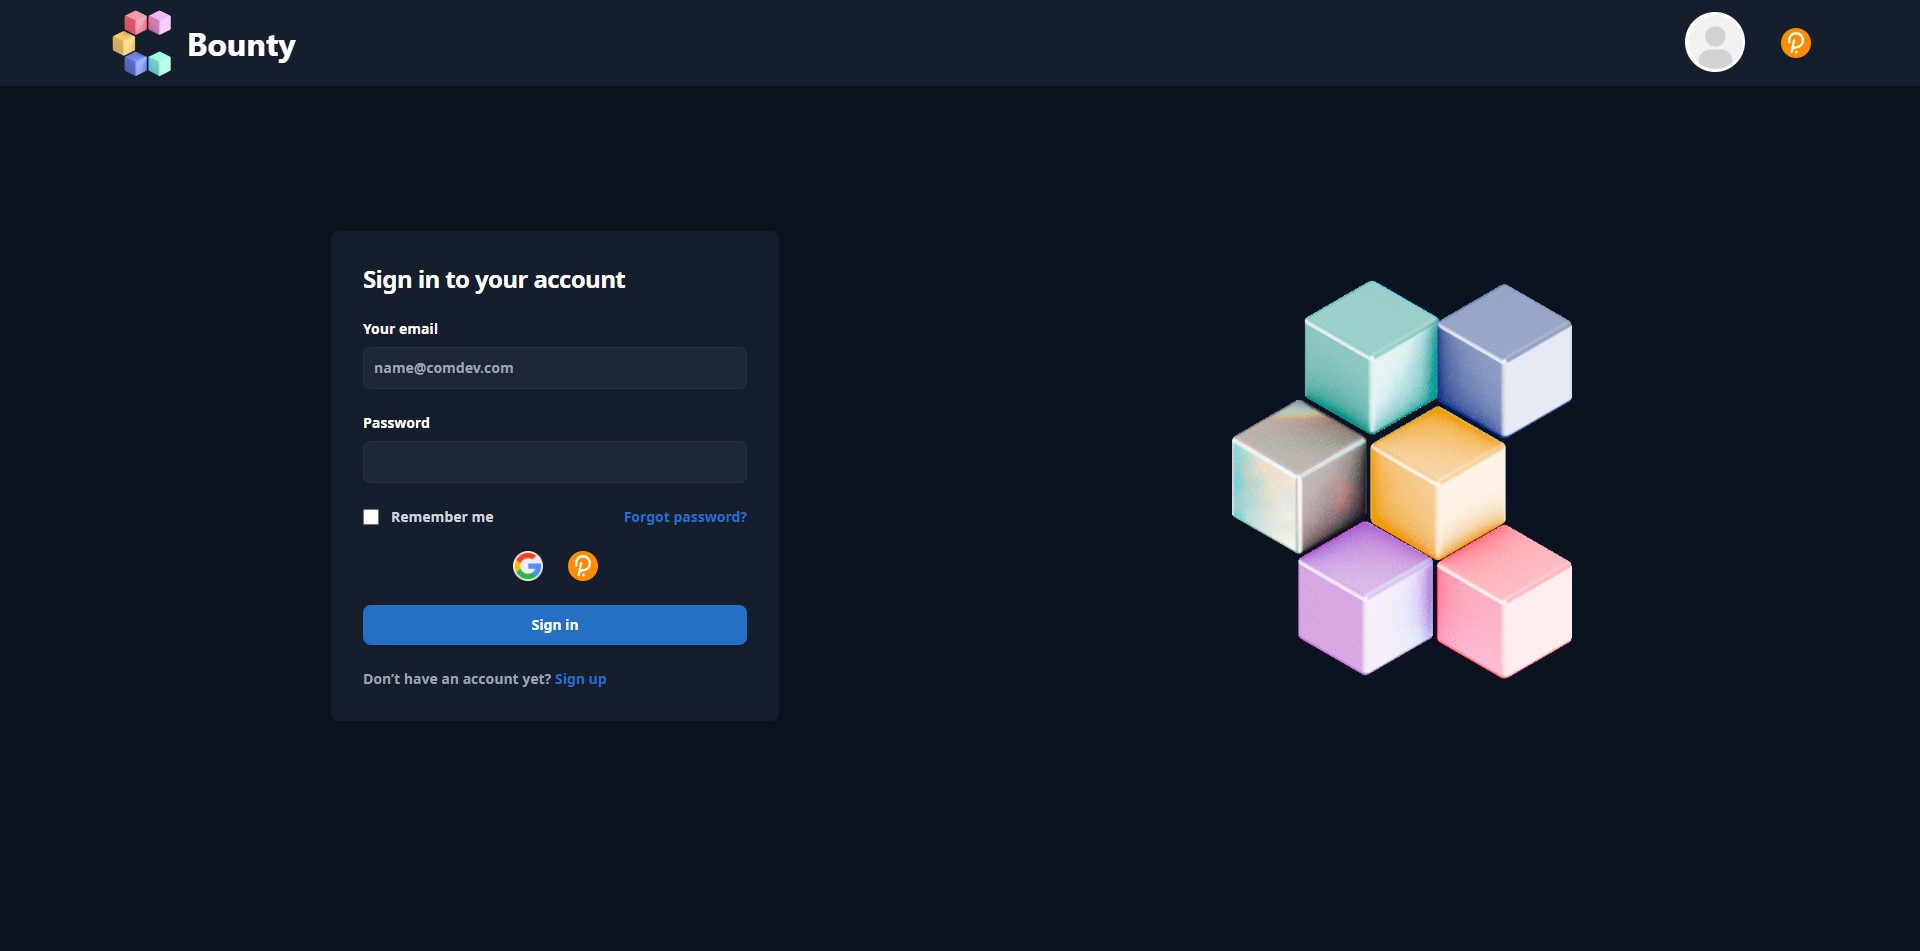 Bounty
Sign in to your account
Your email
name@comdev.com
Password
Remember me
Forgot password?
Sign in
Don’t have an account yet? Sign up